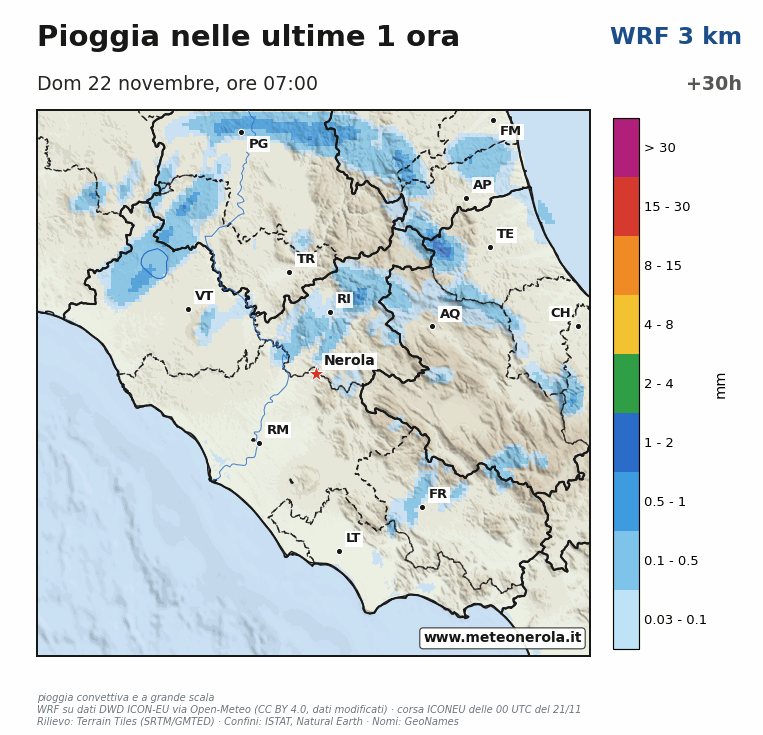 Pioggia nelle ultime 1 ora
WRF 3 km
Dom 22 novembre, ore 07:00
+30h
FM
PG
> 30
AP
15 - 30
TE
8 - 15
TR
RI
VT
AQ
CH
4 - 8
Nerola
2 - 4
mm
RM
1 - 2
FR
0.5 - 1
LT
0.1 - 0.5
0.03 - 0.1
www.meteonerola.it
pioggia convettiva e a grande scala
WRF su dati DWD ICON-EU via Open-Meteo (CC BY 4.0, dati modificati) · corsa ICONEU delle 00 UTC del 21/11
Rilievo: Terrain Tiles (SRTM/GMTED) · Confini: ISTAT, Natural Earth · Nomi: GeoNames